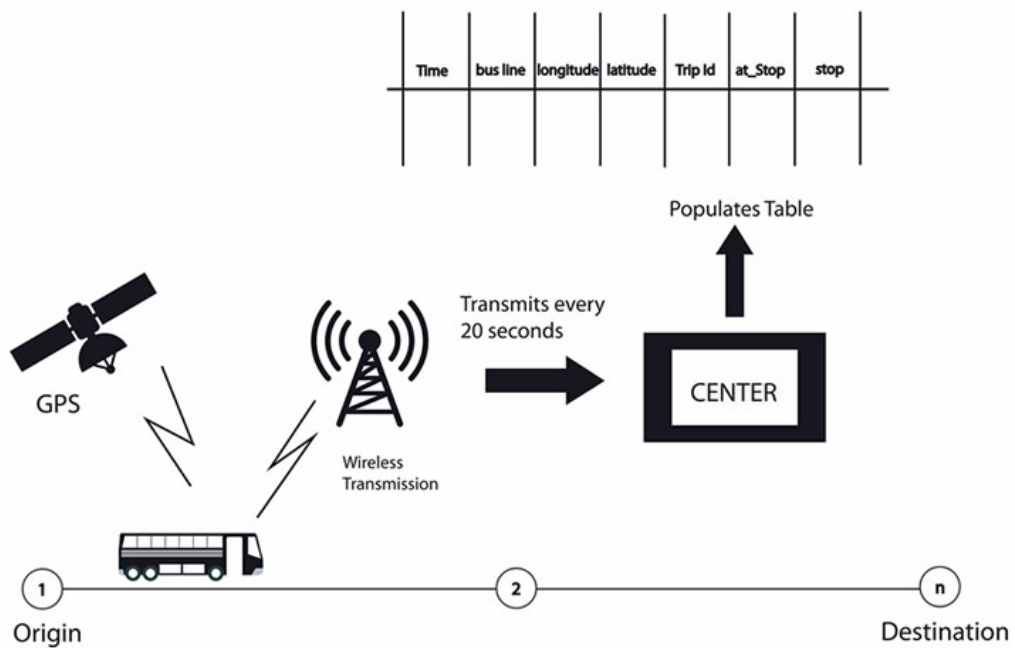 Time bus line longitude latitude Trip Id at_Stop stop
Populates Table
Transmits every
20 seconds
GPS
CENTER
Wireless
Transmission
1 2 n
Origin Destination